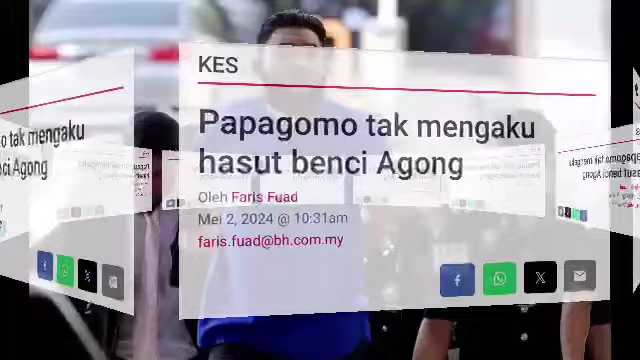 KES
Papagomo tak mengaku
hasut benci Agong
Oleh Faris Fuad
Mei 2, 2024 @ 10:31am
faris.fuad@bh.com.my